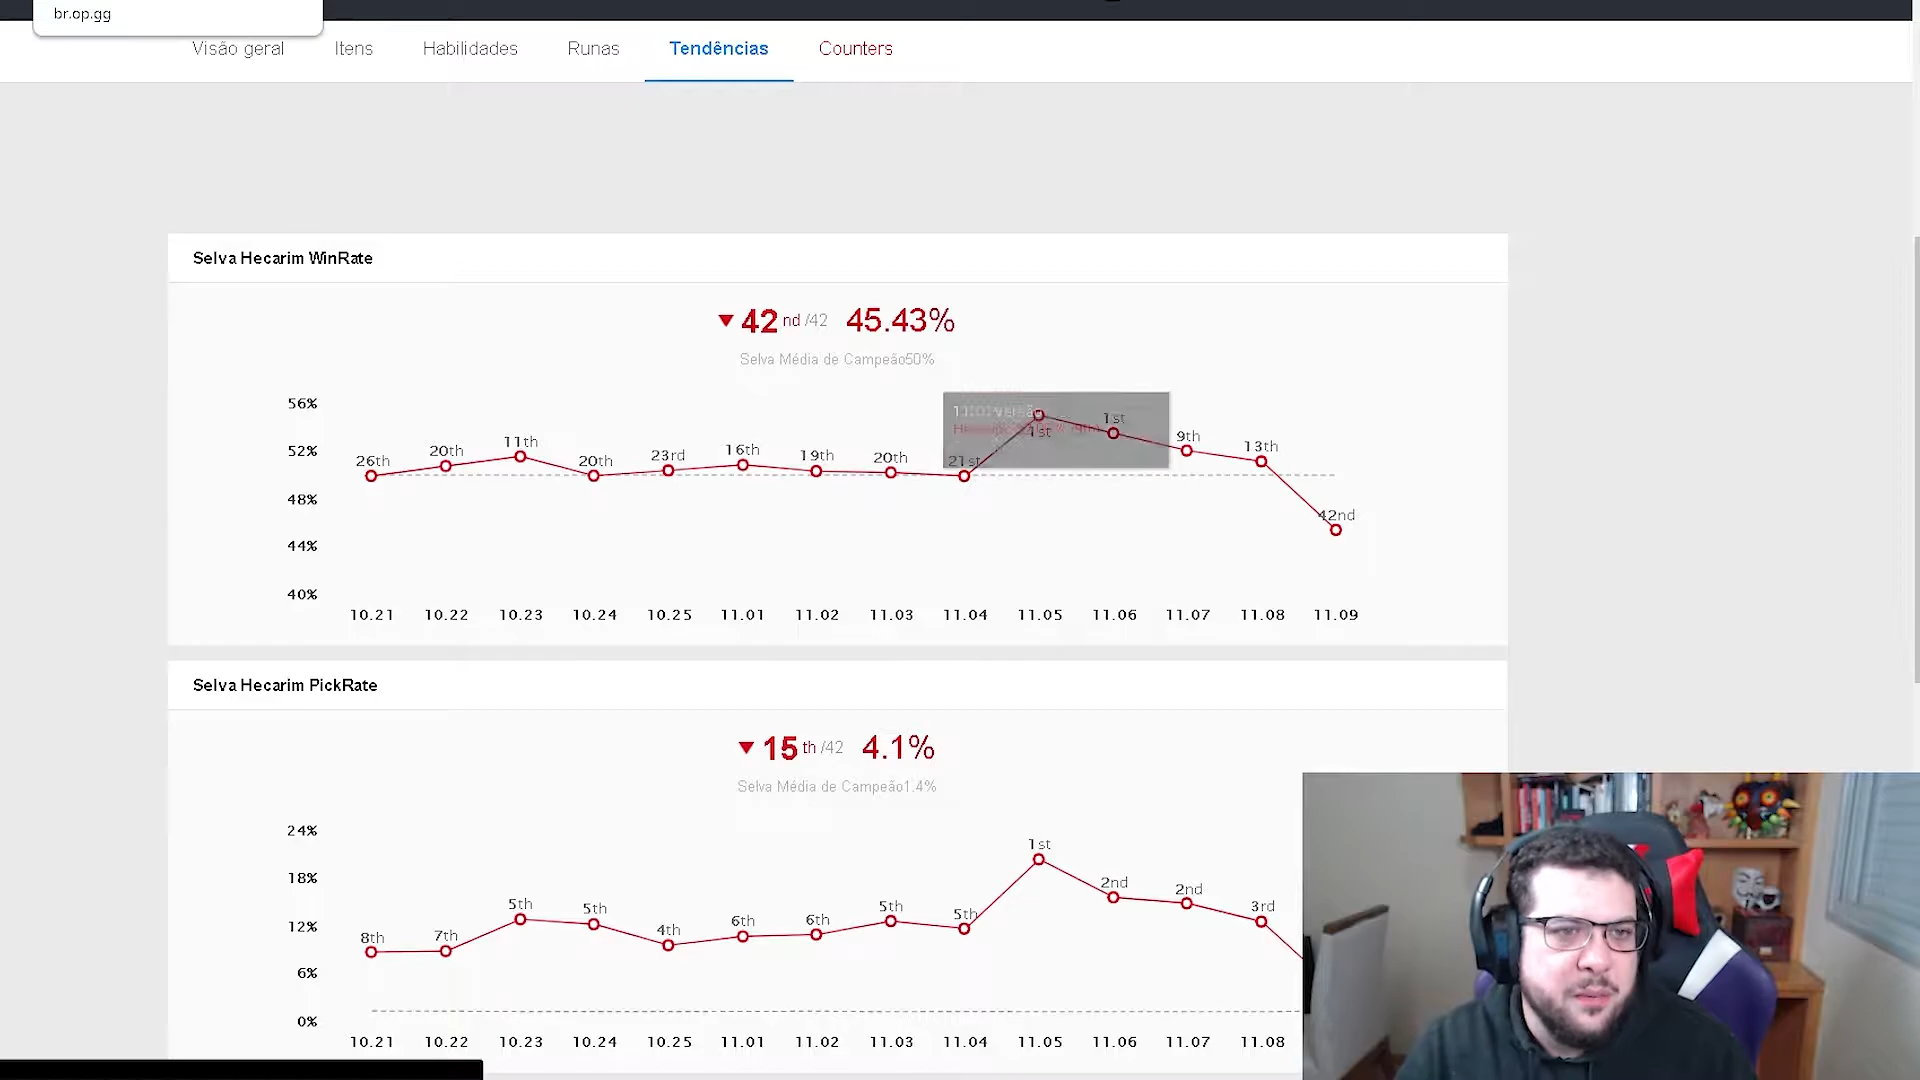 br.op.gg
Visão geral Itens Habilidades Runas Tendências Counters
Selva Hecarim WinRate
42 nd /42 45.43%
Selva Média de Campeão50%
56%
52%
48%
44%
40%
26th 20th 11th 20th 23rd 16th 19th 20th 21st 1st 1st 9th 13th 42nd
10.21 10.22 10.23 10.24 10.25 11.01 11.02 11.03 11.04 11.05 11.06 11.07 11.08 11.09
Selva Hecarim PickRate
15 th /42 4.1%
Selva Média de Campeão1.4%
24%
18%
12%
6%
0%
8th 7th 5th 5th 4th 6th 6th 5th 5th 1st 2nd 2nd 3rd
10.21 10.22 10.23 10.24 10.25 11.01 11.02 11.03 11.04 11.05 11.06 11.07 11.08